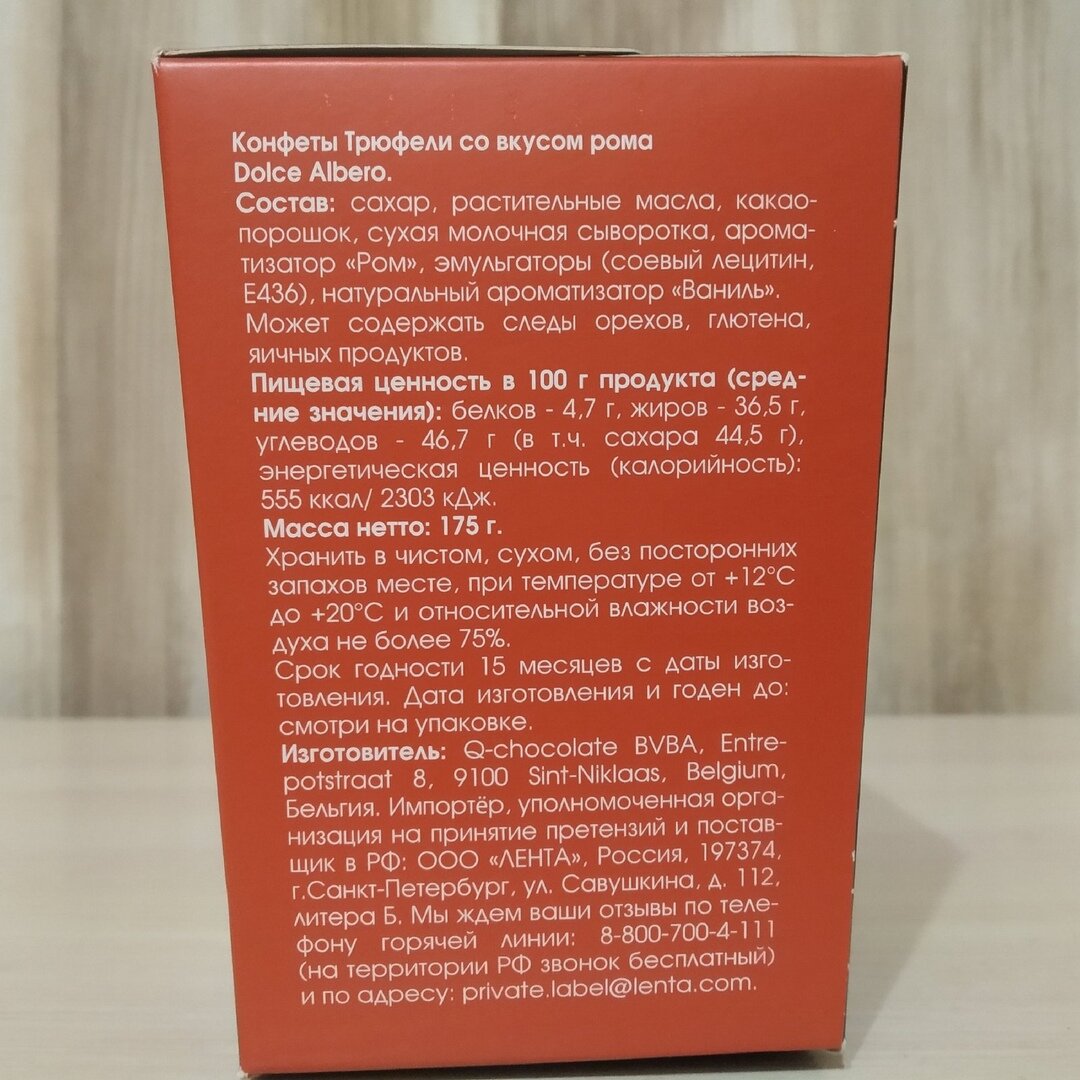 Конфеты Трюфели со вкусом рома
Dolce Albero.
Состав: сахар, растительные масла, какао-
порошок, сухая молочная сыворотка, арома-
тизатор «Ром», эмульгаторы (соевый лецитин,
Е436), натуральный ароматизатор «Ваниль».
Может содержать следы орехов, глютена,
яичных продуктов.
Пищевая ценность в 100 г продукта (сред-
ние значения): белков - 4,7 г, жиров - 36,5 г,
углеводов - 46,7 г (в т.ч. сахара 44,5 г),
энергетическая ценность (калорийность):
555 ккал/ 2303 кДж.
Масса нетто: 175 г.
Хранить в чистом, сухом, без посторонних
запахов месте, при температуре от +12°С
до +20°С и относительной влажности воз-
духа не более 75%.
Срок годности 15 месяцев с даты изго-
товления. Дата изготовления и годен до:
смотри на упаковке.
Изготовитель: Q-chocolate BVBA, Entre-
potstraat 8, 9100 Sint-Niklaas, Belgium,
Бельгия. Импортёр, уполномоченная орга-
низация на принятие претензий и постав-
щик в РФ: ООО «ЛЕНТА», Россия, 197374,
г.Санкт-Петербург, ул. Савушкина, д. 112,
литера Б. Мы ждем ваши отзывы по теле-
фону горячей линии: 8-800-700-4-111
(на территории РФ звонок бесплатный)
и по адресу: private.label@lenta.com.